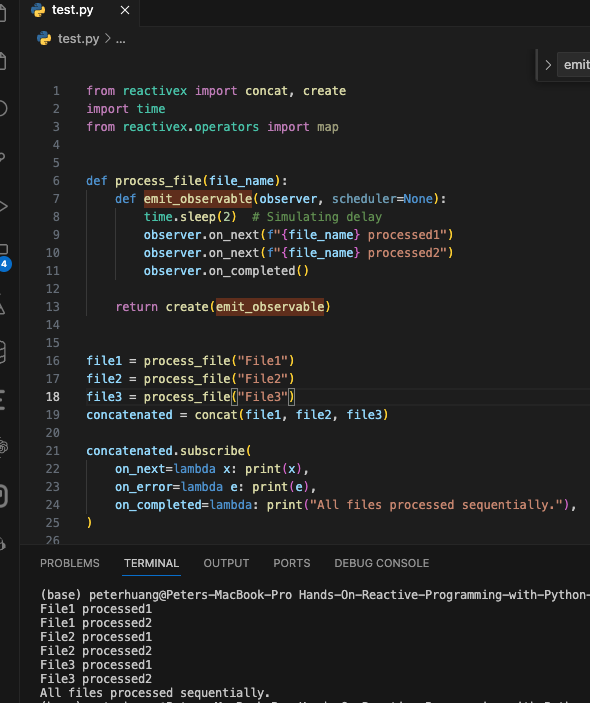 test.py
test.py > ...
emit
1 from reactivex import concat, create
2 import time
3 from reactivex.operators import map
4
5
6 def process_file(file_name):
7     def emit_observable(observer, scheduler=None):
8         time.sleep(2)  # Simulating delay
9         observer.on_next(f"{file_name} processed1")
10         observer.on_next(f"{file_name} processed2")
11         observer.on_completed()
12
13     return create(emit_observable)
14
15
16 file1 = process_file("File1")
17 file2 = process_file("File2")
18 file3 = process_file("File3")
19 concatenated = concat(file1, file2, file3)
20
21 concatenated.subscribe(
22     on_next=lambda x: print(x),
23     on_error=lambda e: print(e),
24     on_completed=lambda: print("All files processed sequentially."),
25 )
26
4
PROBLEMS TERMINAL OUTPUT PORTS DEBUG CONSOLE
(base) peterhuang@Peters-MacBook-Pro Hands-On-Reactive-Programming-with-Python-
File1 processed1
File1 processed2
File2 processed1
File2 processed2
File3 processed1
File3 processed2
All files processed sequentially.